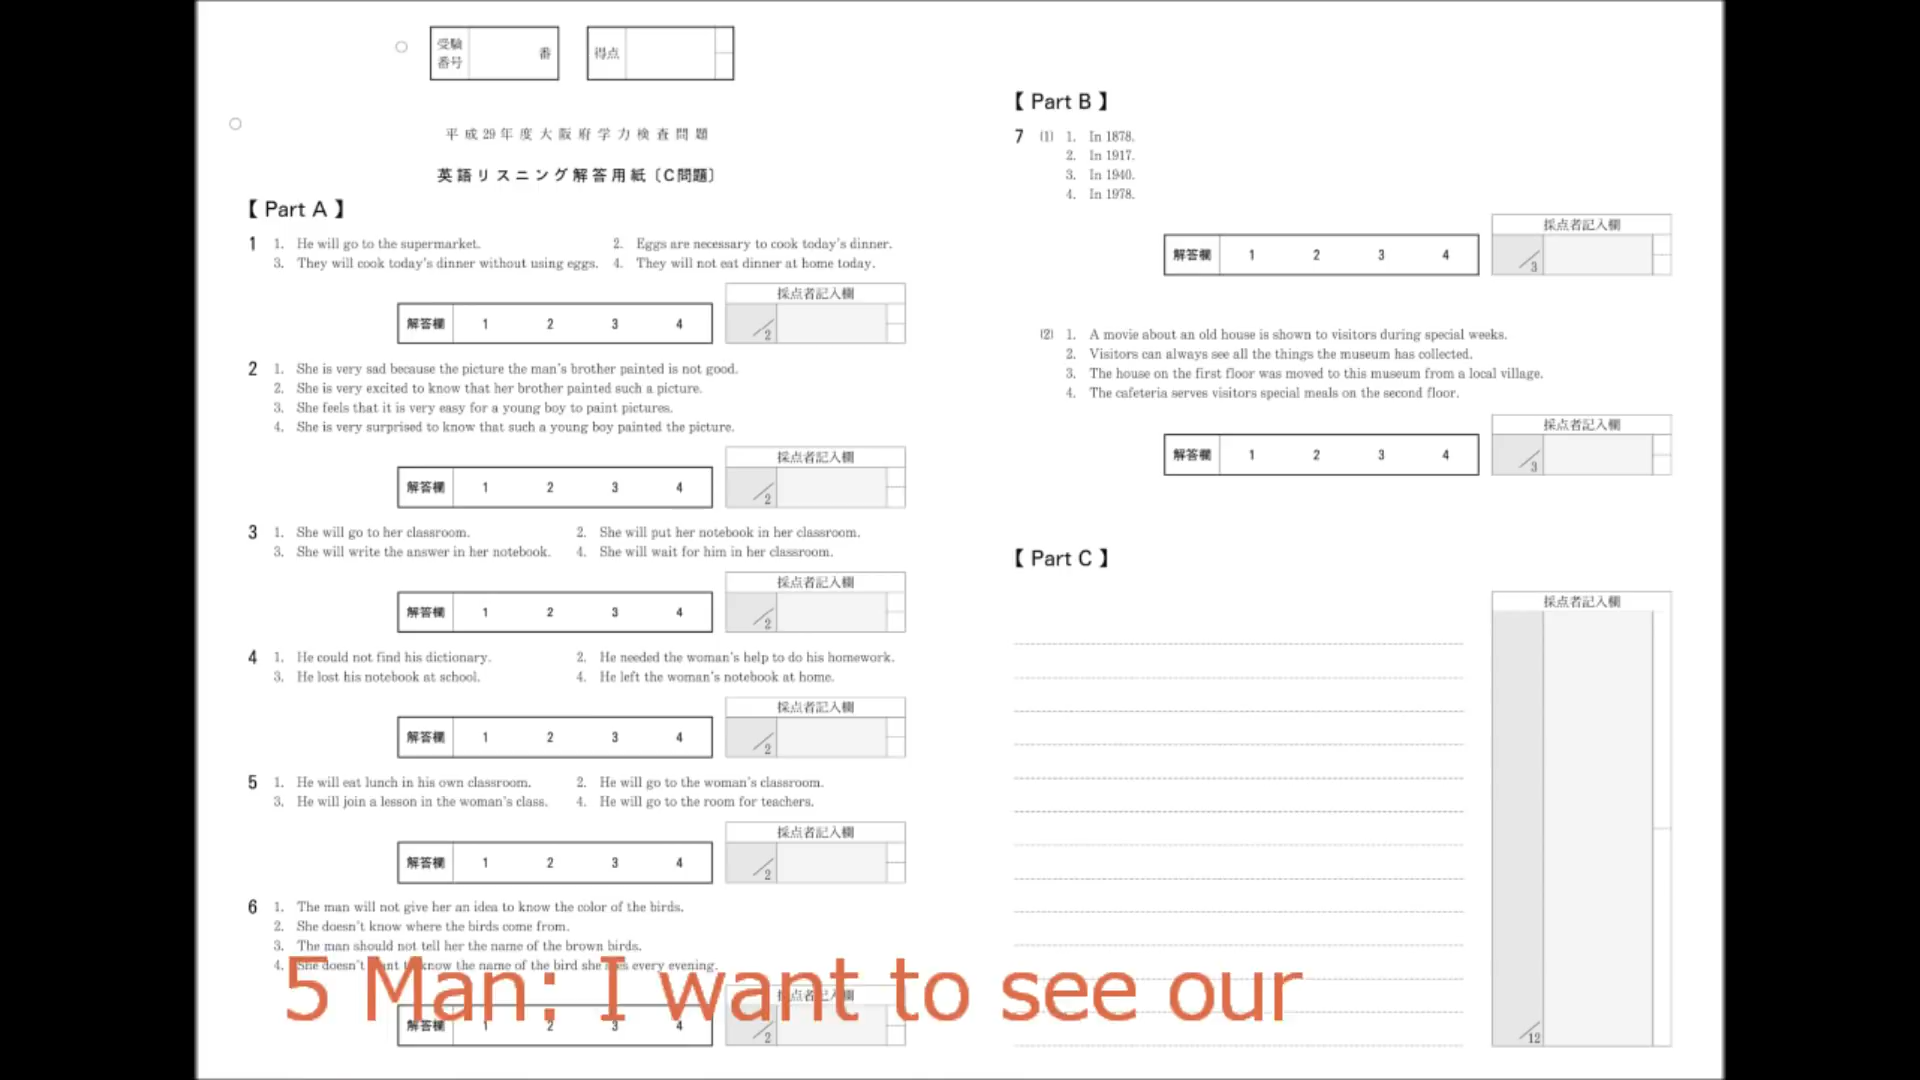 受験番号 番 得点
平成29年度大阪府学力検査問題
英語リスニング解答用紙〔C問題〕
【 Part A 】
1 1. He will go to the supermarket. 2. Eggs are necessary to cook today's dinner.
3. They will cook today's dinner without using eggs. 4. They will not eat dinner at home today.
採点者記入欄
解答欄 1 2 3 4 /2
2 1. She is very sad because the picture the man's brother painted is not good.
2. She is very excited to know that her brother painted such a picture.
3. She feels that it is very easy for a young boy to paint pictures.
4. She is very surprised to know that such a young boy painted the picture.
採点者記入欄
解答欄 1 2 3 4 /2
3 1. She will go to her classroom. 2. She will put her notebook in her classroom.
3. She will write the answer in her notebook. 4. She will wait for him in her classroom.
採点者記入欄
解答欄 1 2 3 4 /2
4 1. He could not find his dictionary. 2. He needed the woman's help to do his homework.
3. He lost his notebook at school. 4. He left the woman's notebook at home.
採点者記入欄
解答欄 1 2 3 4 /2
5 1. He will eat lunch in his own classroom. 2. He will go to the woman's classroom.
3. He will join a lesson in the woman's class. 4. He will go to the room for teachers.
採点者記入欄
解答欄 1 2 3 4 /2
6 1. The man will not give her an idea to know the color of the birds.
2. She doesn't know where the birds come from.
3. The man should not tell her the name of the brown birds.
4. She doesn't want to know the name of the bird she sees every evening.
採点者記入欄
解答欄 1 2 3 4 /2
5 Man: I want to see our
【 Part B 】
7 (1) 1. In 1878.
2. In 1917.
3. In 1940.
4. In 1978.
採点者記入欄
解答欄 1 2 3 4 /3
(2) 1. A movie about an old house is shown to visitors during special weeks.
2. Visitors can always see all the things the museum has collected.
3. The house on the first floor was moved to this museum from a local village.
4. The cafeteria serves visitors special meals on the second floor.
採点者記入欄
解答欄 1 2 3 4 /3
【 Part C 】
採点者記入欄
/12